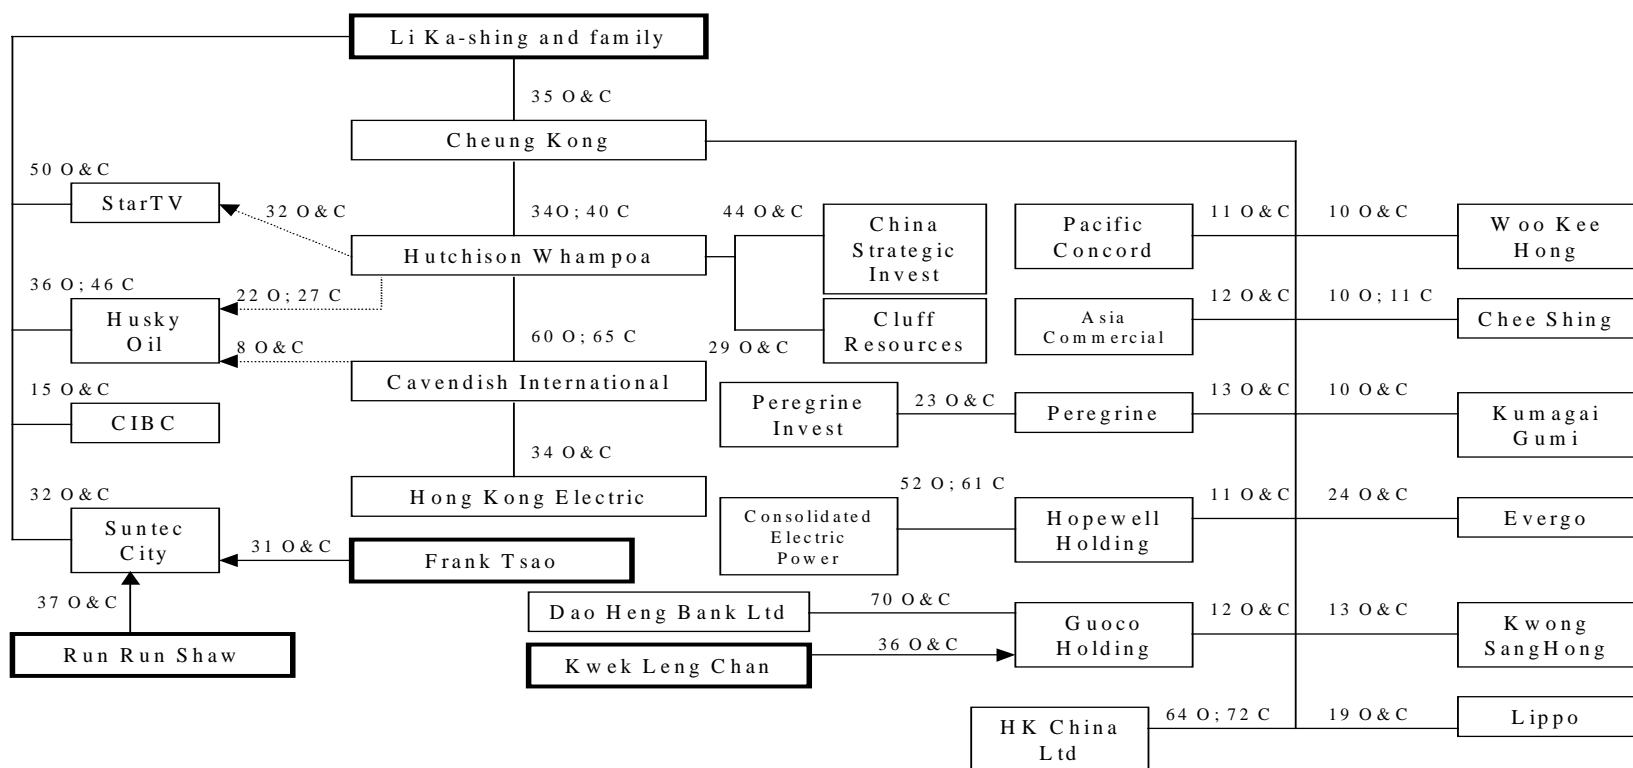 Li Ka-shing and family
35 O&C
Cheung Kong
50 O&C
StarTV
32 O&C
34O; 40 C
44 O&C
China
Strategic
Invest
Pacific
Concord
11 O&C
10 O&C
Woo Kee
Hong
Hutchison Whampoa
36 O; 46 C
22 O; 27 C
Husky
Oil
Cluff
Resources
Asia
Commercial
12 O&C
10 O; 11 C
Chee Shing
8 O&C
60 O; 65 C
29 O&C
Cavendish International
15 O&C
CIBC
Peregrine
Invest
23 O&C
Peregrine
13 O&C
10 O&C
Kumagai
Gumi
34 O&C
Hong Kong Electric
32 O&C
Suntec
City
31 O&C
Frank Tsao
Consolidated
Electric
Power
52 O; 61 C
Hopewell
Holding
11 O&C
24 O&C
Evergo
37 O&C
Run Run Shaw
Dao Heng Bank Ltd
70 O&C
Guoco
Holding
12 O&C
13 O&C
Kwong
SangHong
Kwek Leng Chan
36 O&C
HK China
Ltd
64 O; 72 C
19 O&C
Lippo